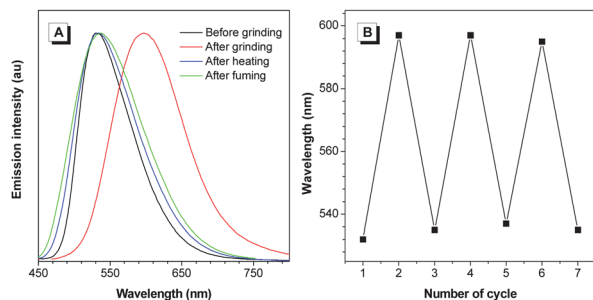 A
Before grinding
After grinding
After heating
After fuming
Emission intensity (au)
450 550 650 750
Wavelength (nm)
B
600
580
560
540
Wavelength (nm)
1 2 3 4 5 6 7
Number of cycle